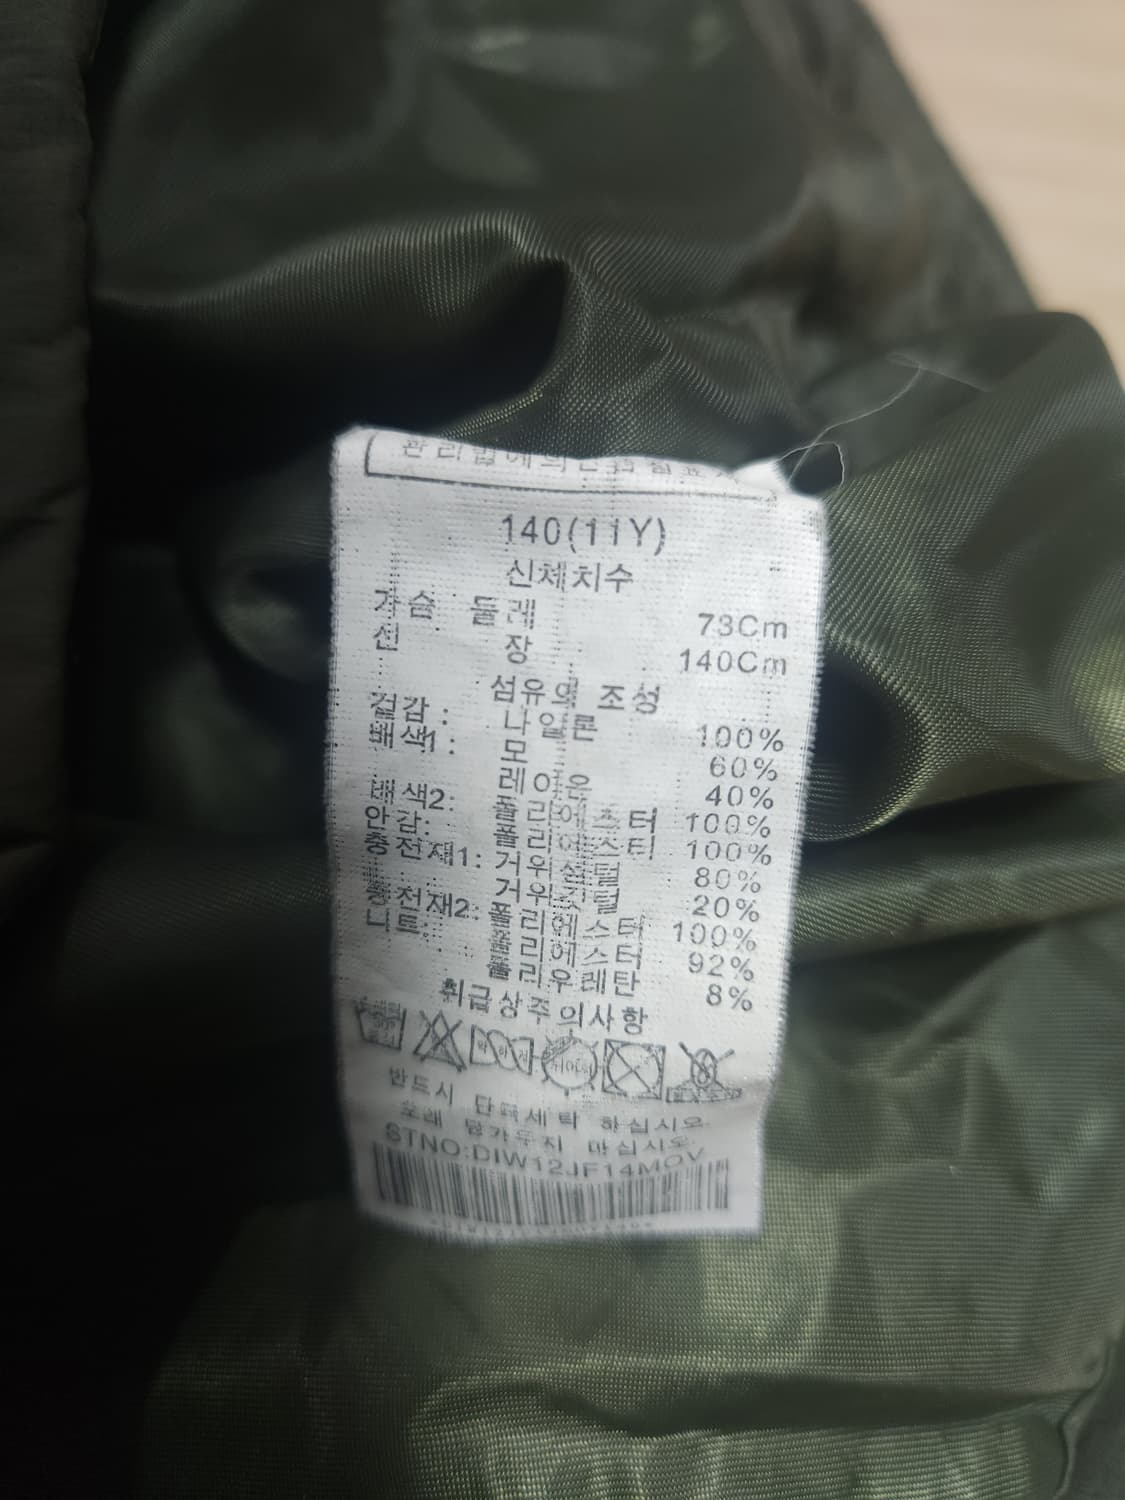 140(11Y)
신체치수
가슴 둘레 73Cm
신 장 140Cm
섬유의 조성
겉감 : 나일론 100%
배색1 : 모 60%
레이온 40%
배색2: 폴리에스터 100%
안감: 폴리에스터 100%
충전재1: 거위솜털 80%
거위깃털 20%
충전재2: 폴리에스터 100%
니트: 폴리에스터 92%
폴리우레탄 8%
취급상주의사항
반드시 단독세탁 하십시오.
오래 담가두지 마십시오.
STNO:DIW12JF14MOV